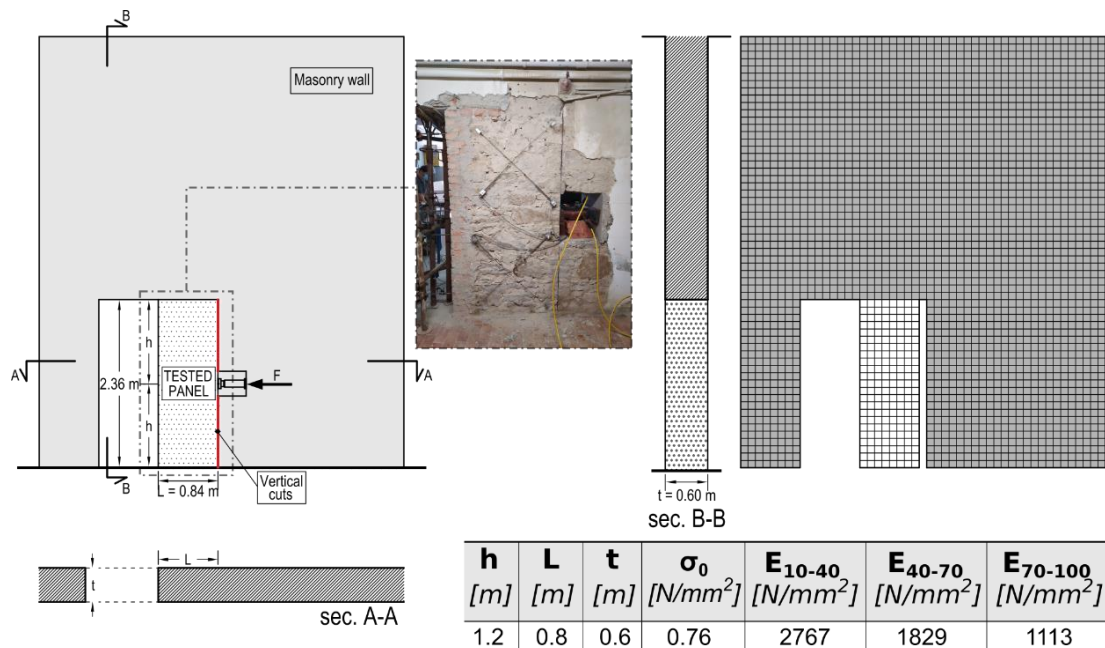 B
B
Masonry wall
h
A
2.36 m
TESTED
PANEL
F
A
h
B
L = 0.84 m
Vertical
cuts
t = 0.60 m
sec. B-B
L
t
sec. A-A
h L t σ₀ E₁₀₋₄₀ E₄₀₋₇₀ E₇₀₋₁₀₀
[m] [m] [m] [N/mm²] [N/mm²] [N/mm²] [N/mm²]
1.2 0.8 0.6 0.76 2767 1829 1113